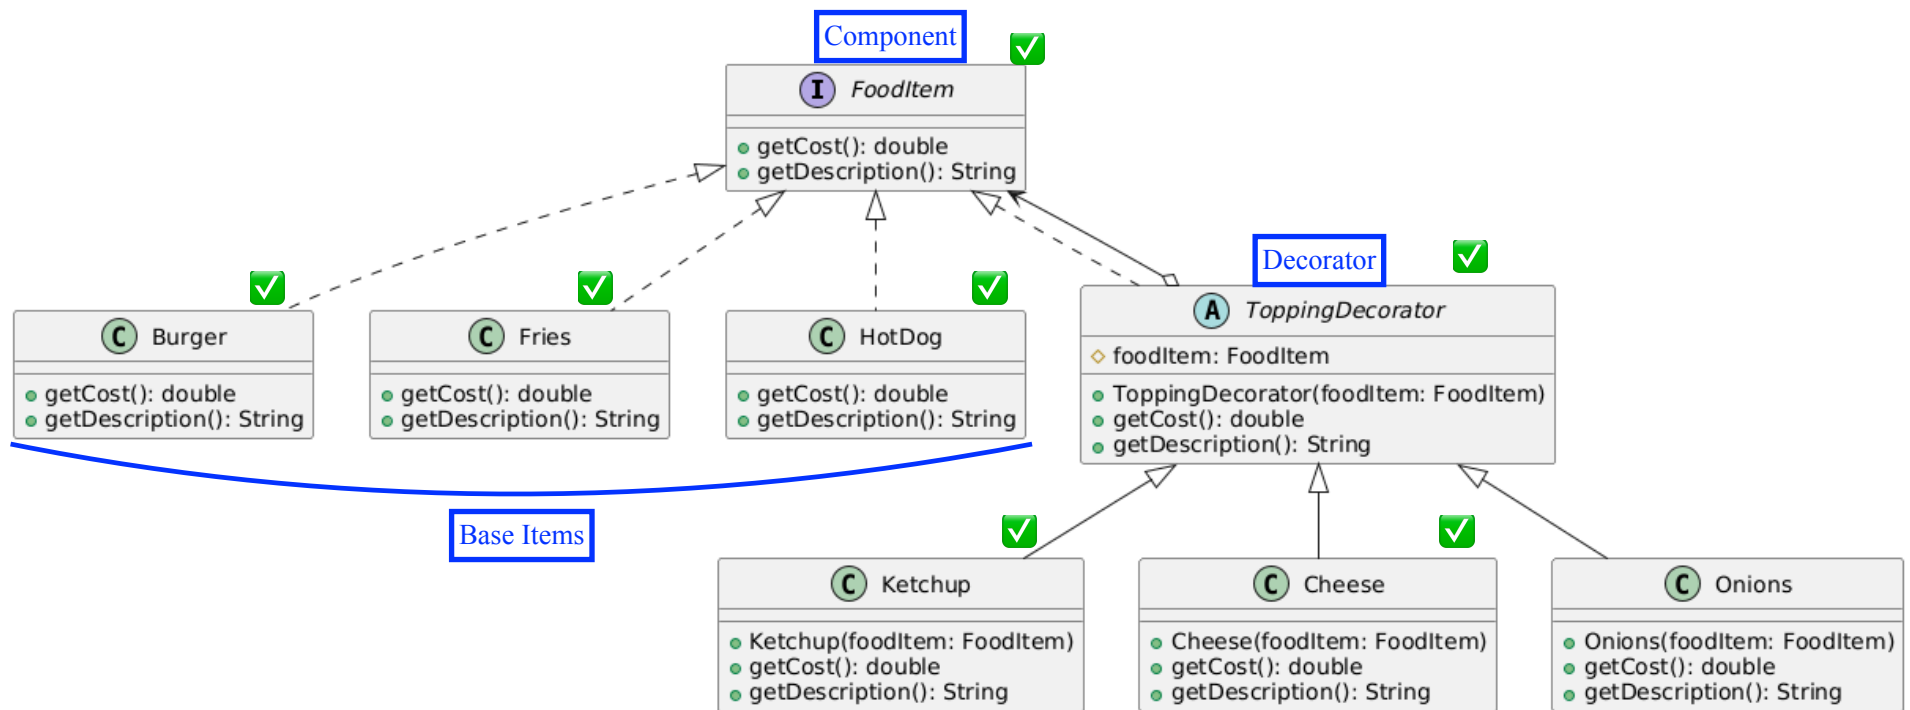 Component
I FoodItem
getCost(): double
getDescription(): String
Decorator
C Burger
getCost(): double
getDescription(): String
C Fries
getCost(): double
getDescription(): String
C HotDog
getCost(): double
getDescription(): String
A ToppingDecorator
foodItem: FoodItem
ToppingDecorator(foodItem: FoodItem)
getCost(): double
getDescription(): String
Base Items
C Ketchup
Ketchup(foodItem: FoodItem)
getCost(): double
getDescription(): String
C Cheese
Cheese(foodItem: FoodItem)
getCost(): double
getDescription(): String
C Onions
Onions(foodItem: FoodItem)
getCost(): double
getDescription(): String